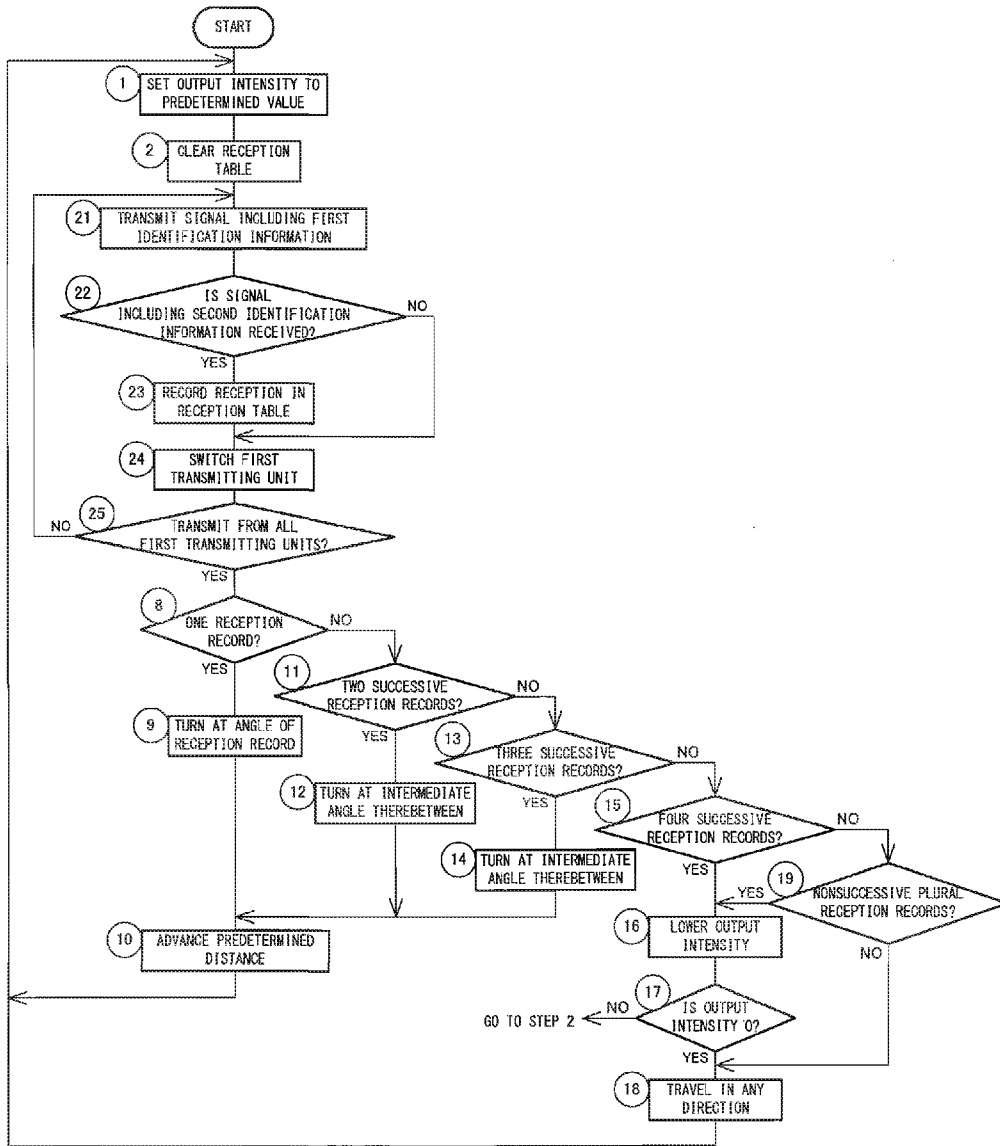 START
1
SET OUTPUT INTENSITY TO
PREDETERMINED VALUE
2
CLEAR RECEPTION
TABLE
21
TRANSMIT SIGNAL INCLUDING FIRST
IDENTIFICATION INFORMATION
22
IS SIGNAL
INCLUDING SECOND IDENTIFICATION
INFORMATION RECEIVED?
NO
YES
23
RECORD RECEPTION IN
RECEPTION TABLE
24
SWITCH FIRST
TRANSMITTING UNIT
25
TRANSMIT FROM ALL
FIRST TRANSMITTING UNITS?
NO
YES
8
ONE RECEPTION
RECORD?
NO
YES
9
TURN AT ANGLE OF
RECEPTION RECORD
11
TWO SUCCESSIVE
RECEPTION RECORDS?
NO
YES
12
TURN AT INTERMEDIATE
ANGLE THEREBETWEEN
13
THREE SUCCESSIVE
RECEPTION RECORDS?
NO
YES
14
TURN AT INTERMEDIATE
ANGLE THEREBETWEEN
15
FOUR SUCCESSIVE
RECEPTION RECORDS?
NO
YES
19
NONSUCCESSIVE PLURAL
RECEPTION RECORDS?
YES
NO
10
ADVANCE PREDETERMINED
DISTANCE
16
LOWER OUTPUT
INTENSITY
17
IS OUTPUT
INTENSITY '0?
NO
GO TO STEP 2
YES
18
TRAVEL IN ANY
DIRECTION